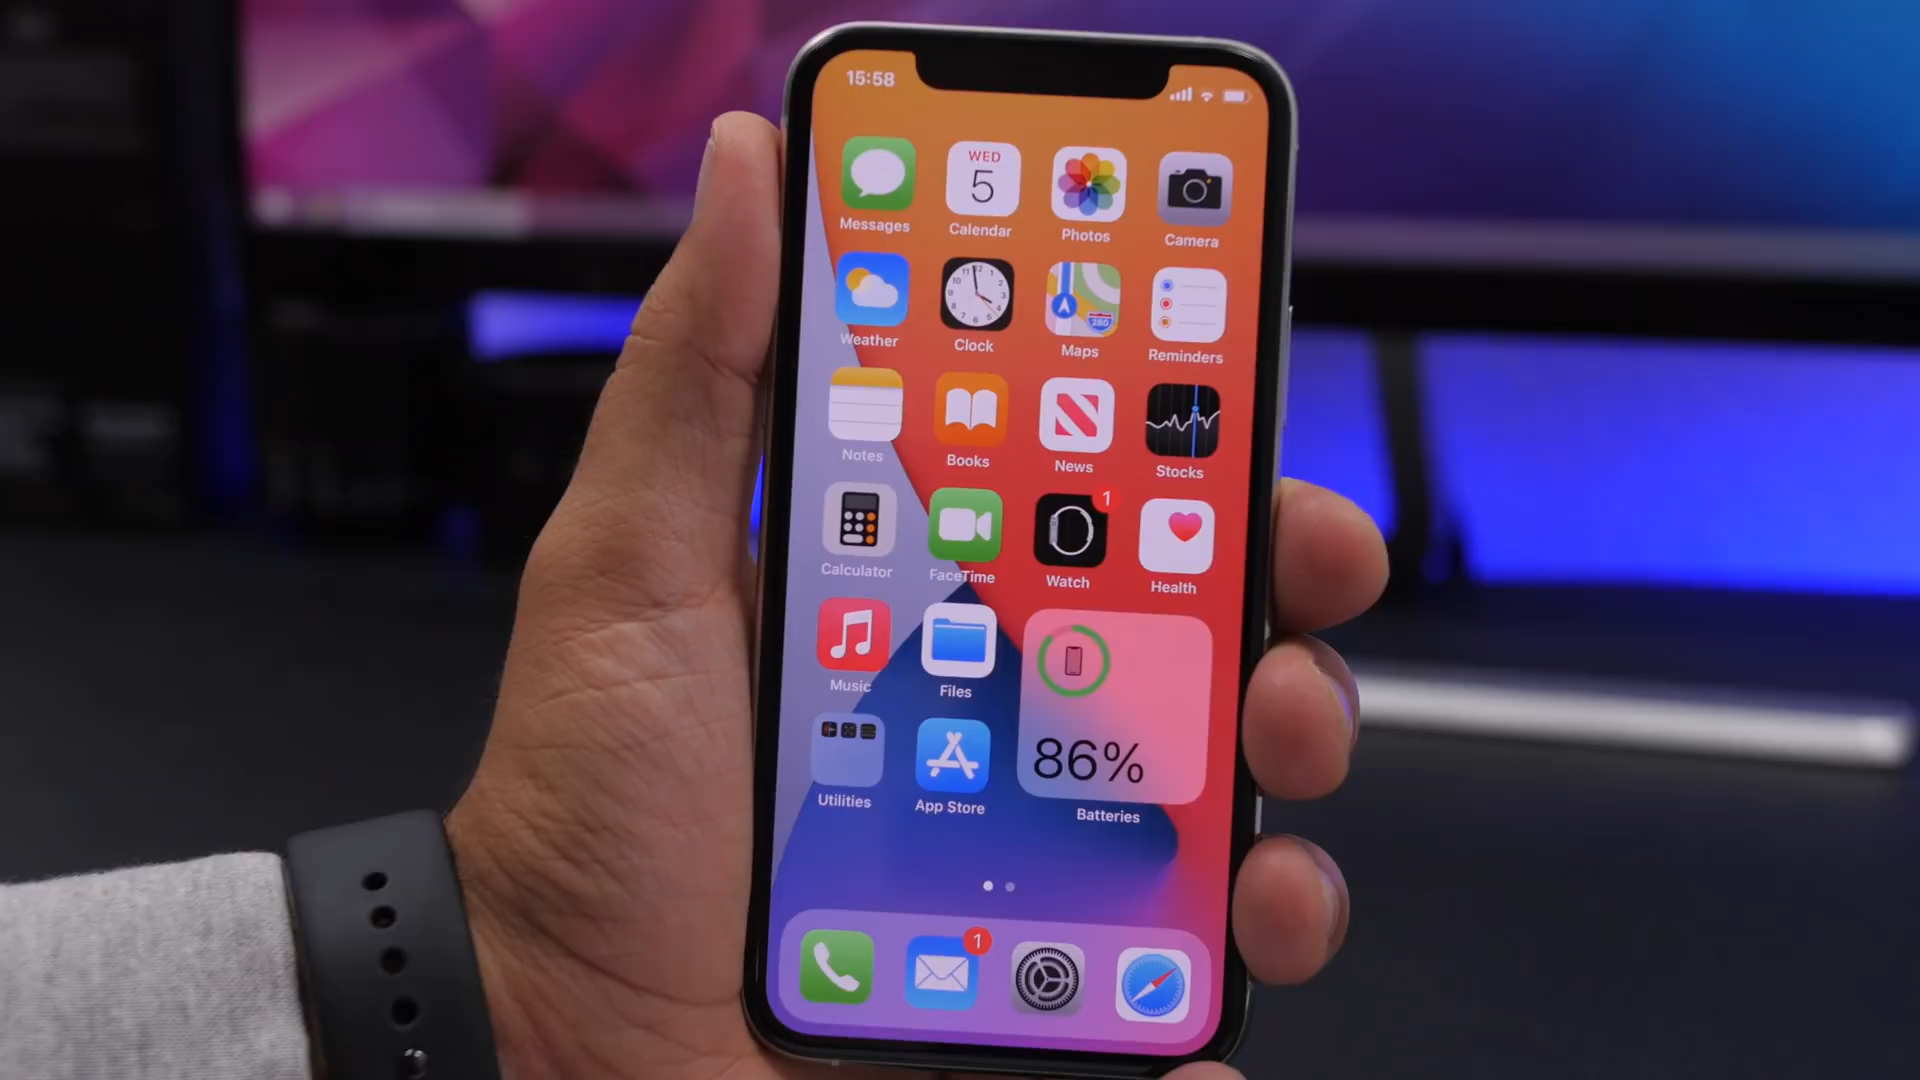 15:58
WED
5
Messages
Calendar
Photos
Camera
280
Weather
Clock
Maps
Reminders
Notes
Books
News
Stocks
1
Calculator
FaceTime
Watch
Health
Music
Files
86%
Utilities
App Store
Batteries
1